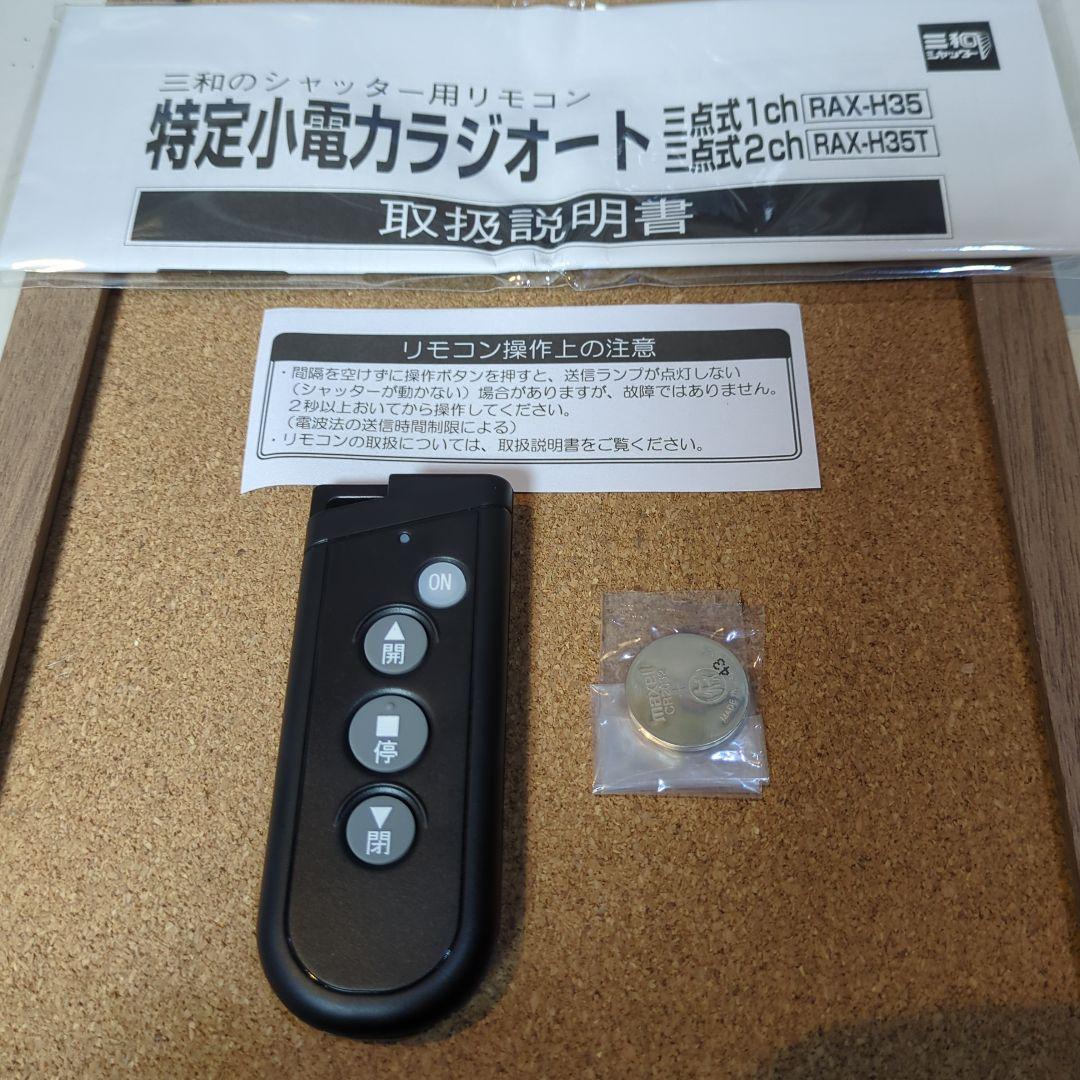 三和
シャッター
三和のシャッター用リモコン
特定小電力ラジオート
三点式1ch RAX-H35
三点式2ch RAX-H35T
取扱説明書
リモコン操作上の注意
・間隔を空けずに操作ボタンを押すと、送信ランプが点灯しない
（シャッターが動かない）場合がありますが、故障ではありません。
２秒以上おいてから操作してください。
（電波法の送信時間制限による）
・リモコンの取扱については、取扱説明書をご覧ください。
ON
▲
開
■
停
▼
閉
maxell